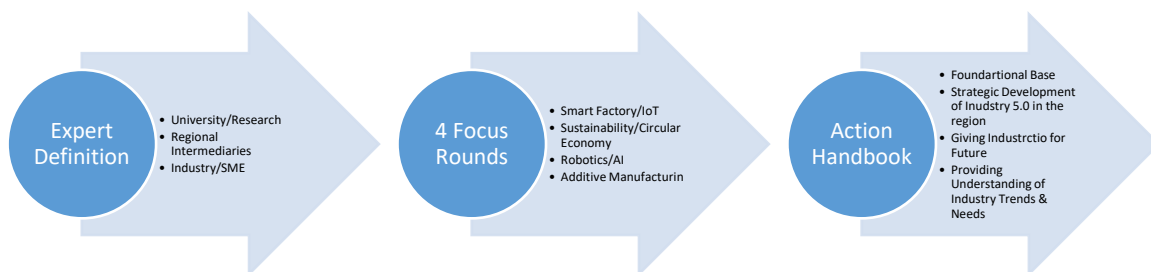 Expert
Definition
• University/Research
• Regional
Intermediaries
• Industry/SME
4 Focus
Rounds
• Smart Factory/IoT
• Sustainability/Circular
Economy
• Robotics/AI
• Additive Manufacturin
Action
Handbook
• Foundartional Base
• Strategic Development
of Inudstry 5.0 in the
region
• Giving Industrctio for
Future
• Providing
Understanding of
Industry Trends &
Needs